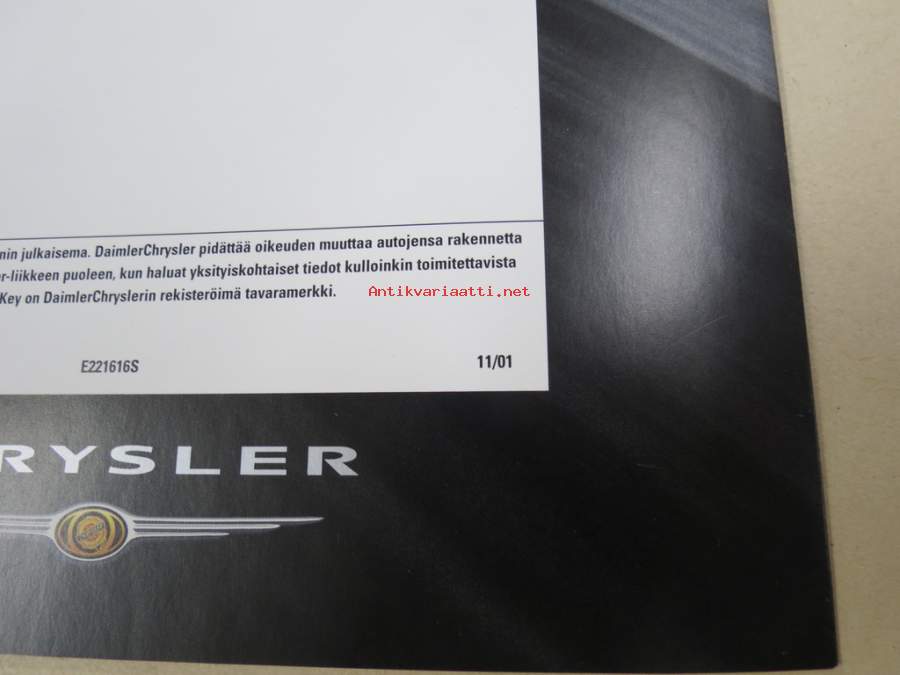 julkaisema. DaimlerChrysler pidättää oikeuden muuttaa autojensa rakennetta
r-liikkeen puoleen, kun haluat yksityiskohtaiset tiedot kulloinkin toimitettavista
Key on DaimlerChryslerin rekisteröimä tavaramerkki.
Antikvariaatti.net
E221616S
11/01
RYSLER